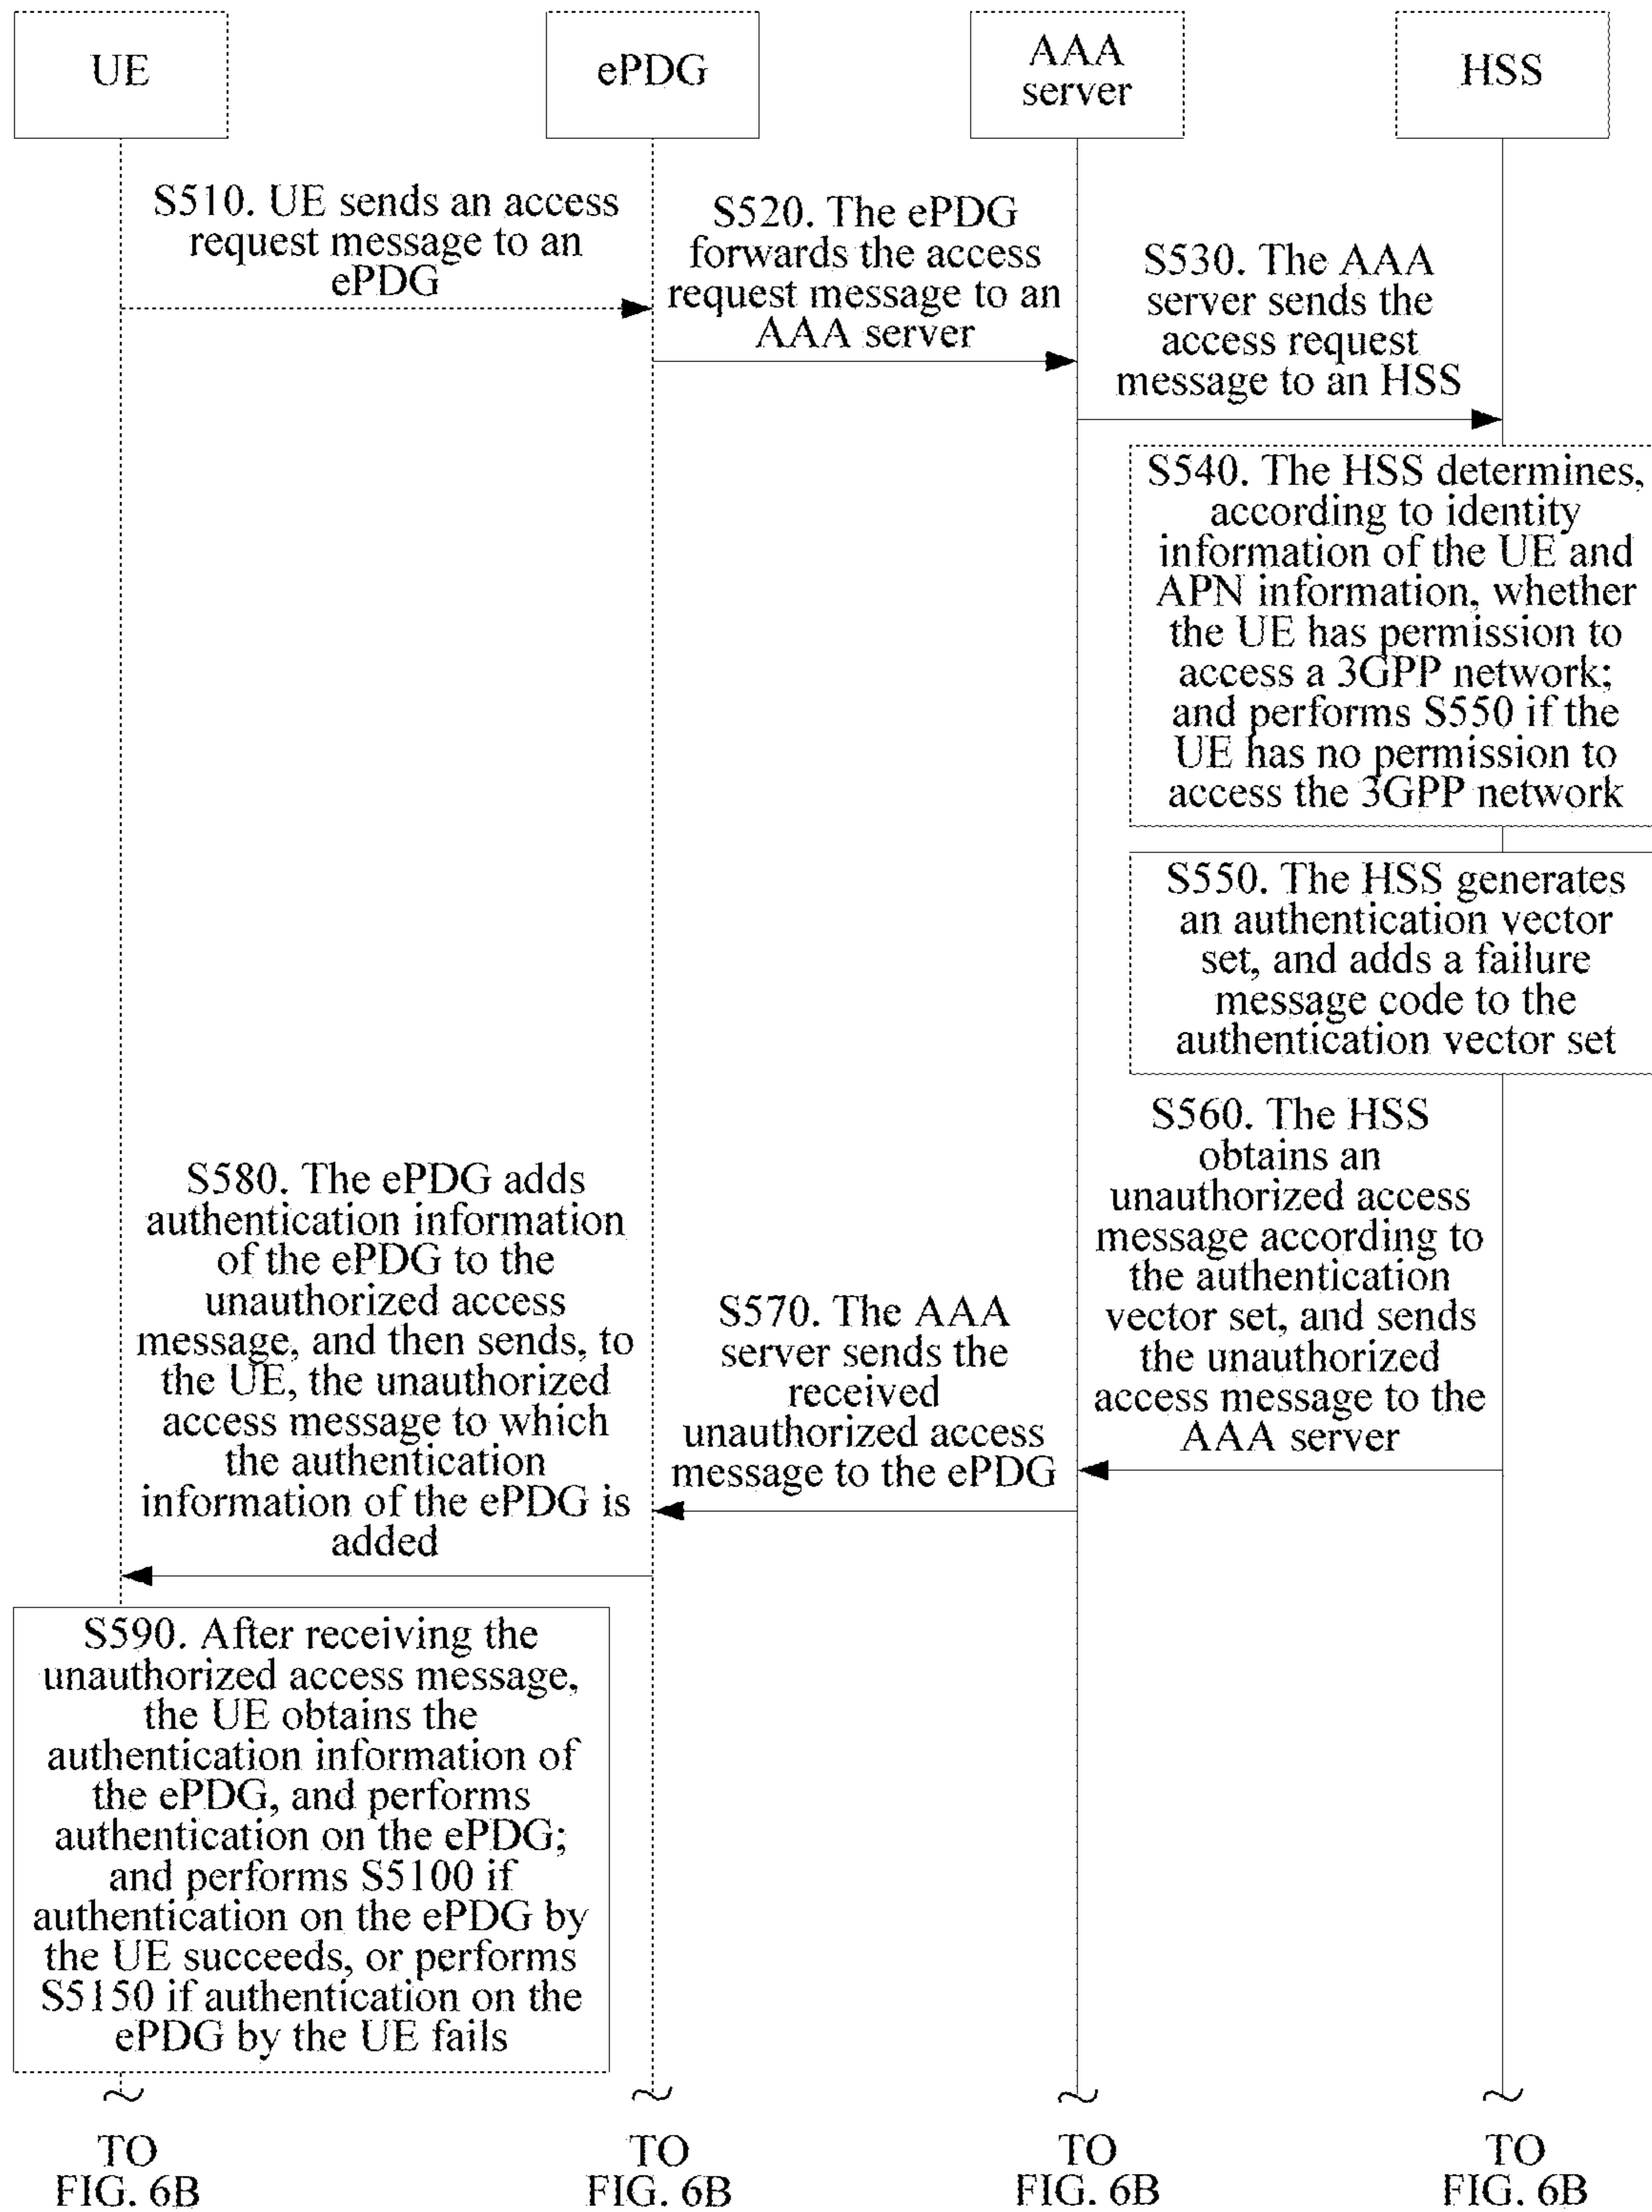 UE
ePDG
AAA
server
HSS
S510. UE sends an access
request message to an
ePDG
S520. The ePDG
forwards the access
request message to an
AAA server
S530. The AAA
server sends the
access request
message to an HSS
S540. The HSS determines,
according to identity
information of the UE and
APN information, whether
the UE has permission to
access a 3GPP network;
and performs S550 if the
UE has no permission to
access the 3GPP network
S550. The HSS generates
an authentication vector
set, and adds a failure
message code to the
authentication vector set
S560. The HSS
obtains an
unauthorized access
message according to
the authentication
vector set, and sends
the unauthorized
access message to the
AAA server
S570. The AAA
server sends the
received
unauthorized access
message to the ePDG
S580. The ePDG adds
authentication information
of the ePDG to the
unauthorized access
message, and then sends, to
the UE, the unauthorized
access message to which
the authentication
information of the ePDG is
added
S590. After receiving the
unauthorized access message,
the UE obtains the
authentication information of
the ePDG, and performs
authentication on the ePDG;
and performs S5100 if
authentication on the ePDG by
the UE succeeds, or performs
S5150 if authentication on the
ePDG by the UE fails
TO
FIG. 6B
TO
FIG. 6B
TO
FIG. 6B
TO
FIG. 6B